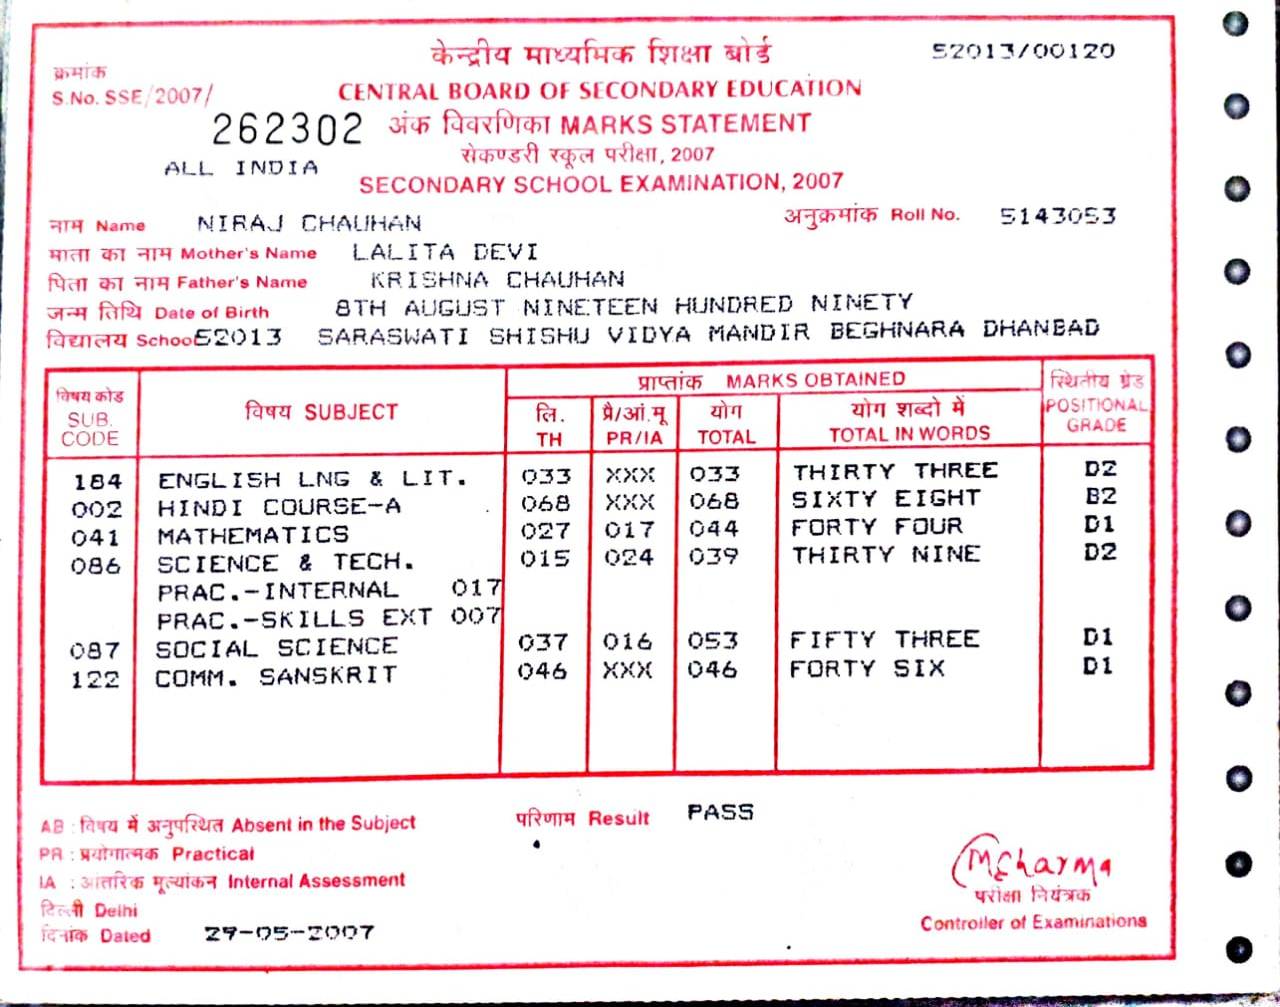 केन्द्रीय माध्यमिक शिक्षा बोर्ड
52013/00120
क्रमांक
S.No. SSE/2007/
CENTRAL BOARD OF SECONDARY EDUCATION
262302
अंक विवरणिका MARKS STATEMENT
ALL INDIA
सेकण्डरी स्कूल परीक्षा, 2007
SECONDARY SCHOOL EXAMINATION, 2007
नाम Name NIRAJ CHAUHAN अनुक्रमांक Roll No. 5143053
माता का नाम Mother's Name LALITA DEVI
पिता का नाम Father's Name KRISHNA CHAUHAN
जन्म तिथि Date of Birth 8TH AUGUST NINETEEN HUNDRED NINETY
विद्यालय School 52013 SARASWATI SHISHU VIDYA MANDIR BEGHNARA DHANBAD
विषय कोड SUB. CODE विषय SUBJECT प्राप्तांक MARKS OBTAINED स्थितीय ग्रेड POSITIONAL GRADE
लि. TH प्रै/आं.मू PR/IA योग TOTAL योग शब्दो में TOTAL IN WORDS
184 ENGLISH LNG & LIT. 033 XXX 033 THIRTY THREE D2
002 HINDI COURSE-A 068 XXX 068 SIXTY EIGHT B2
041 MATHEMATICS 027 017 044 FORTY FOUR D1
086 SCIENCE & TECH. 015 024 039 THIRTY NINE D2
PRAC.-INTERNAL 017
PRAC.-SKILLS EXT 007
087 SOCIAL SCIENCE 037 016 053 FIFTY THREE D1
122 COMM. SANSKRIT 046 XXX 046 FORTY SIX D1
AB : विषय में अनुपस्थित Absent in the Subject
परिणाम Result PASS
PR : प्रयोगात्मक Practical
IA : आंतरिक मूल्यांकन Internal Assessment
दिल्ली Delhi
दिनांक Dated 29-05-2007
MCSharma
परीक्षा नियंत्रक
Controller of Examinations